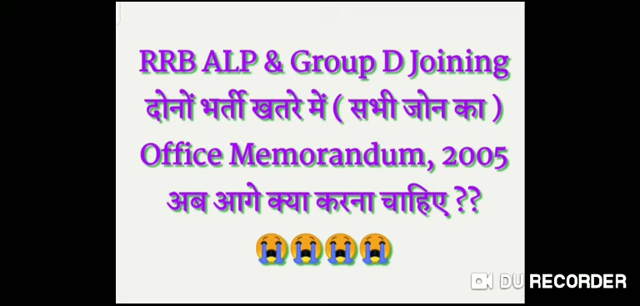 RRB ALP & Group D Joining
दोनों भर्ती खतरे में ( सभी जोन का )
Office Memorandum, 2005
अब आगे क्या करना चाहिए ??
😭😭😭😭
DU RECORDER